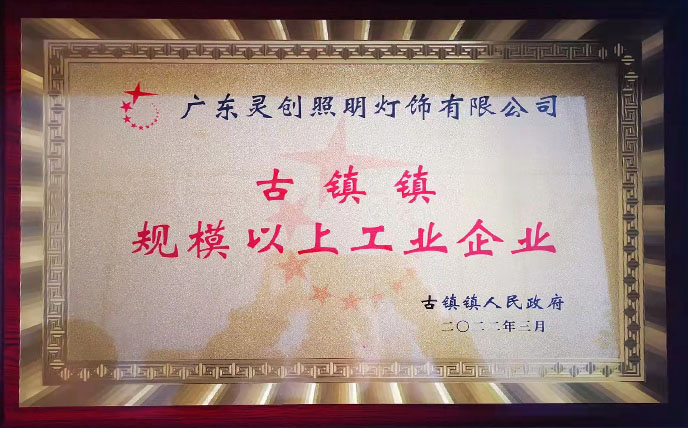 广东灵创照明灯饰有限公司
古镇镇
规模以上工业企业
古镇镇人民政府
二〇二二年三月